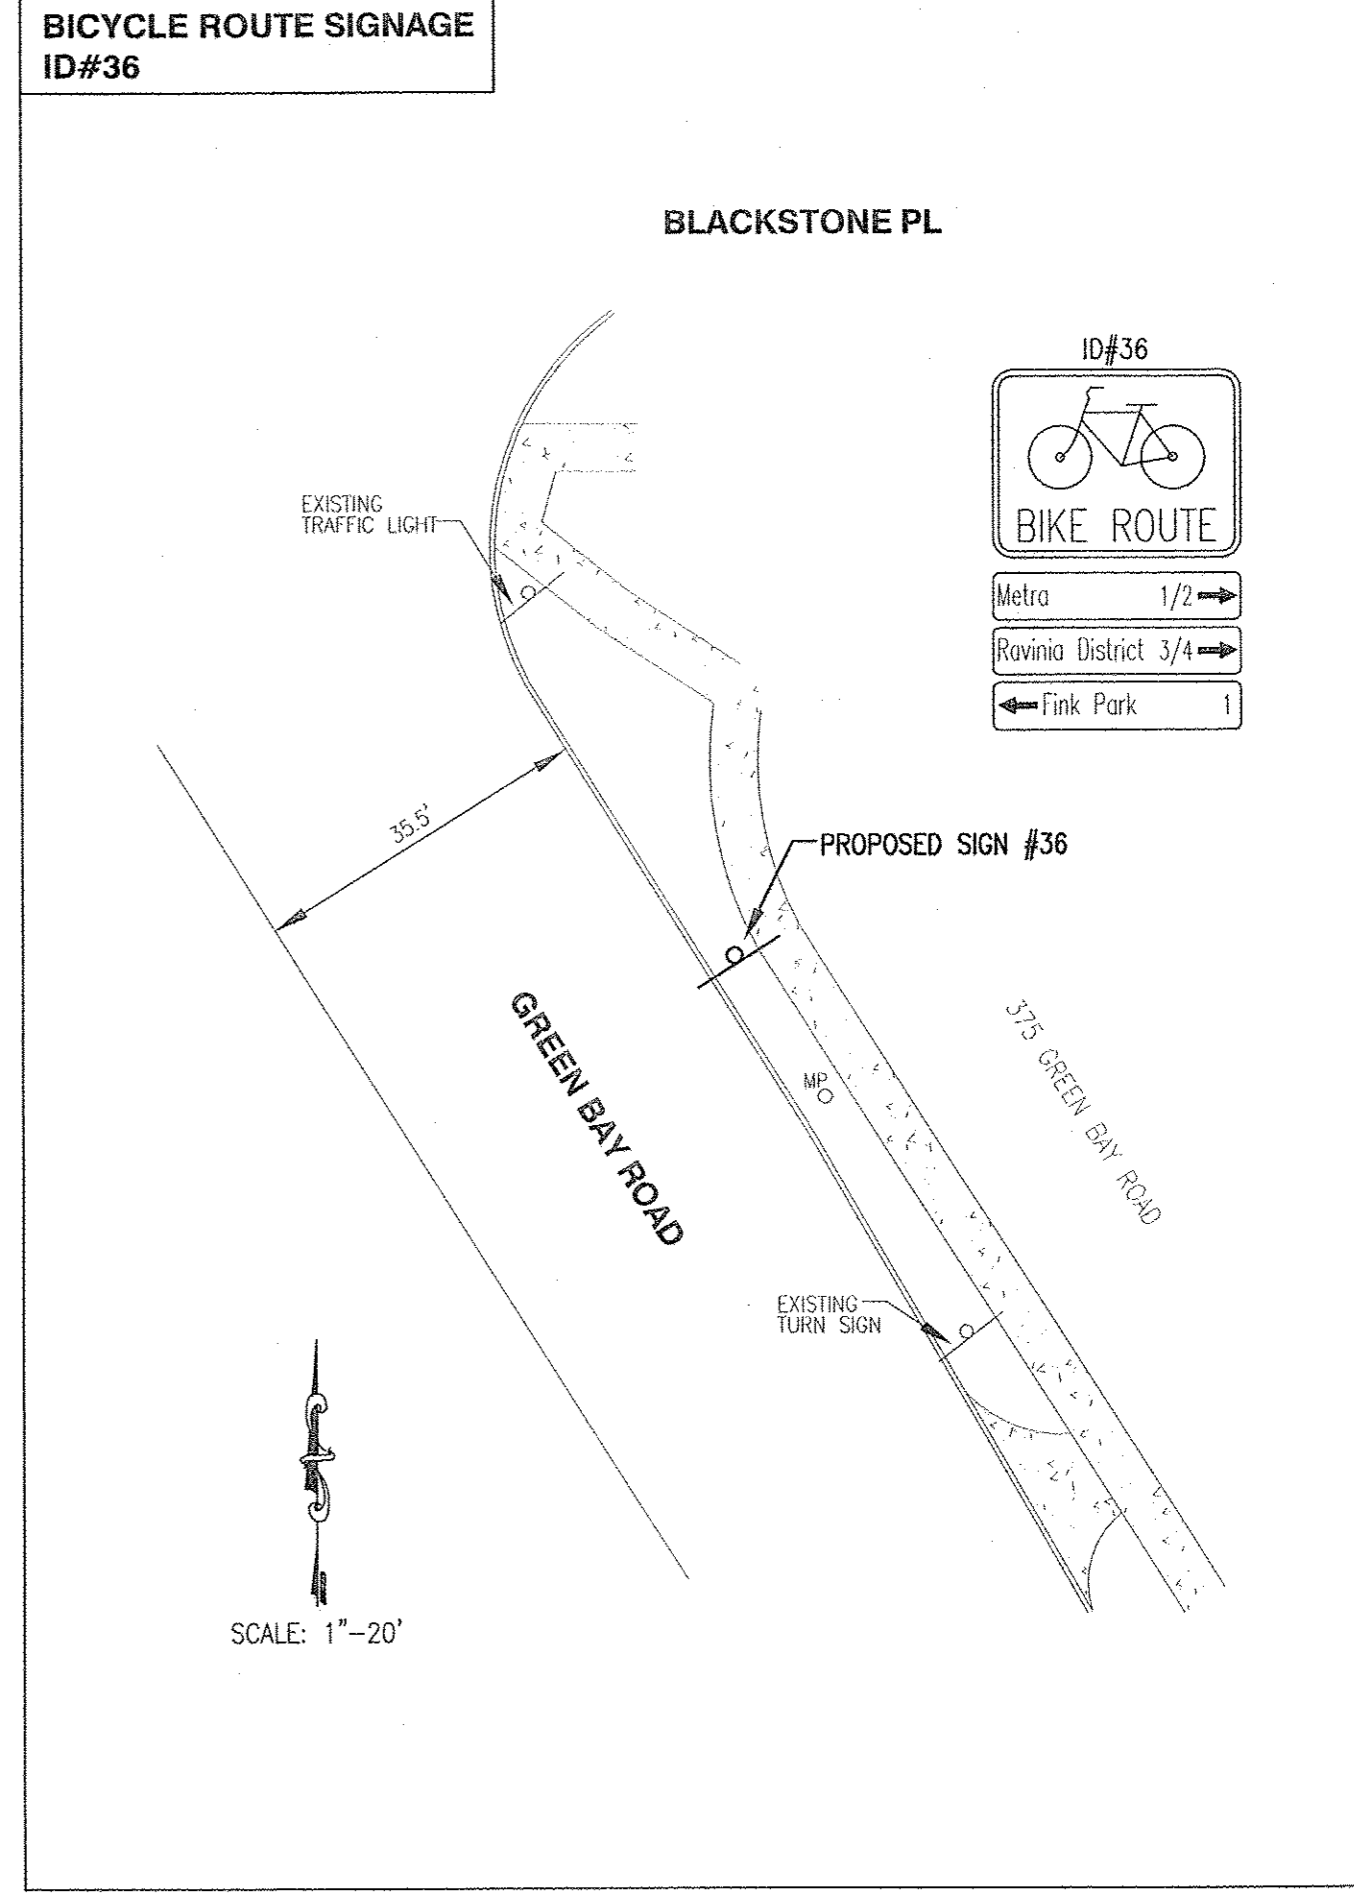 BICYCLE ROUTE SIGNAGE
ID#36
BLACKSTONE PL
ID#36
BIKE ROUTE
Metra 1/2
Ravinia District 3/4
Fink Park 1
EXISTING
TRAFFIC LIGHT
35.5'
PROPOSED SIGN #36
GREEN BAY ROAD
MP
375 GREEN BAY ROAD
EXISTING
TURN SIGN
SCALE: 1"-20'